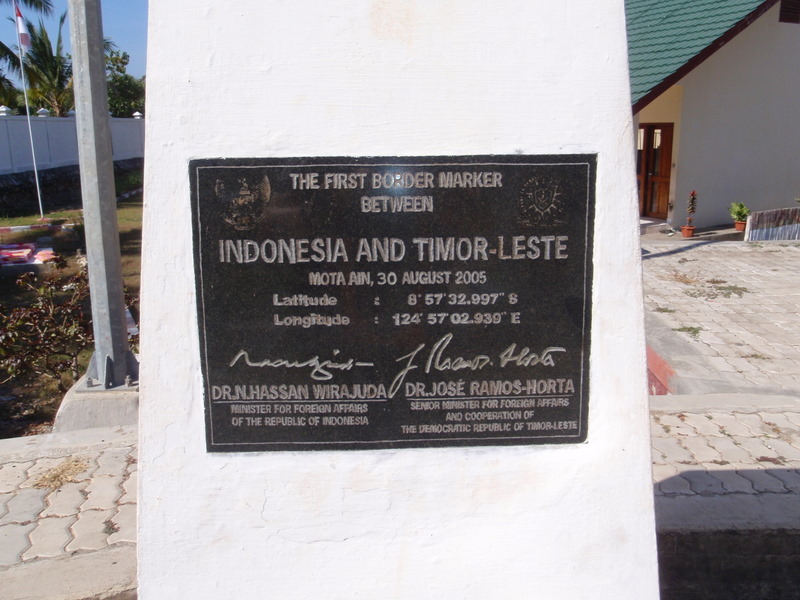 THE FIRST BORDER MARKER
BETWEEN
INDONESIA AND TIMOR-LESTE
MOTA AIN, 30 AUGUST 2005
Latitude : 8° 57' 32.997" S
Longitude : 124° 57' 02.939" E
J Ramos-Horta
DR.N.HASSAN WIRAJUDA
MINISTER FOR FOREIGN AFFAIRS
OF THE REPUBLIC OF INDONESIA
DR.JOSÉ RAMOS-HORTA
SENIOR MINISTER FOR FOREIGN AFFAIRS
AND COOPERATION OF
THE DEMOCRATIC REPUBLIC OF TIMOR-LESTE